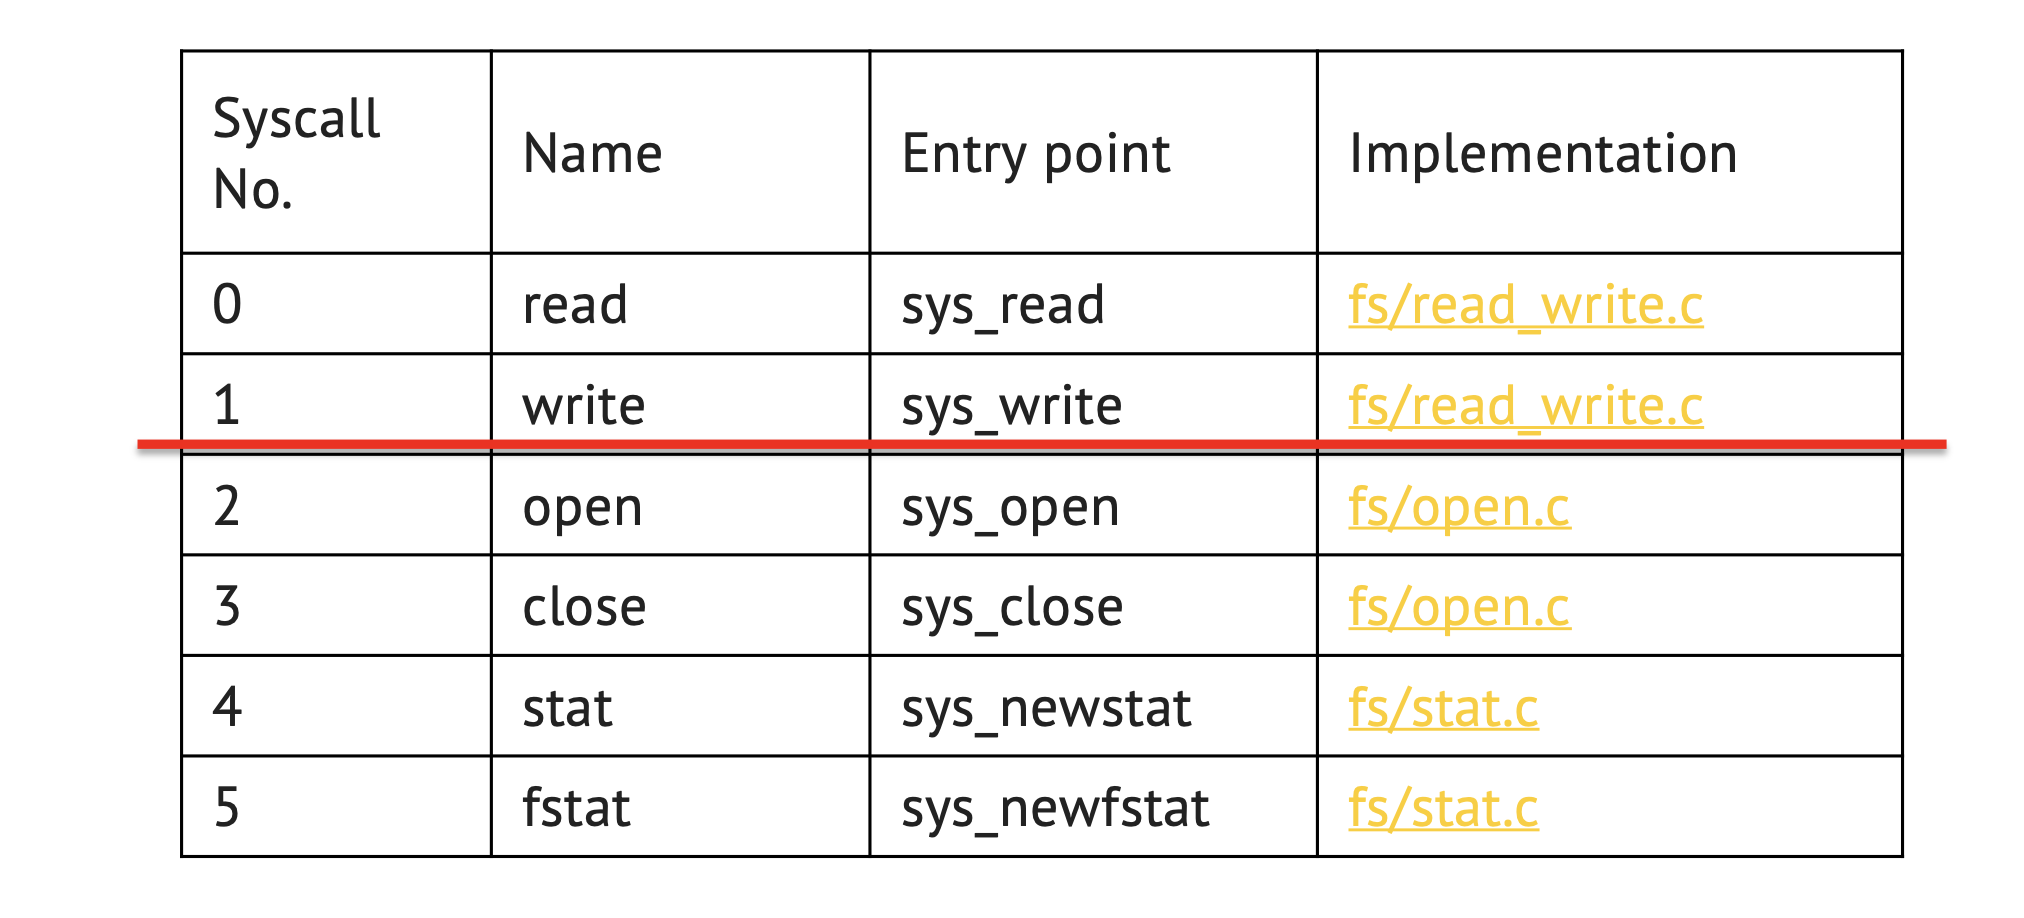 Syscall No. Name Entry point Implementation
0 read sys_read fs/read_write.c
1 write sys_write fs/read_write.c
2 open sys_open fs/open.c
3 close sys_close fs/open.c
4 stat sys_newstat fs/stat.c
5 fstat sys_newfstat fs/stat.c